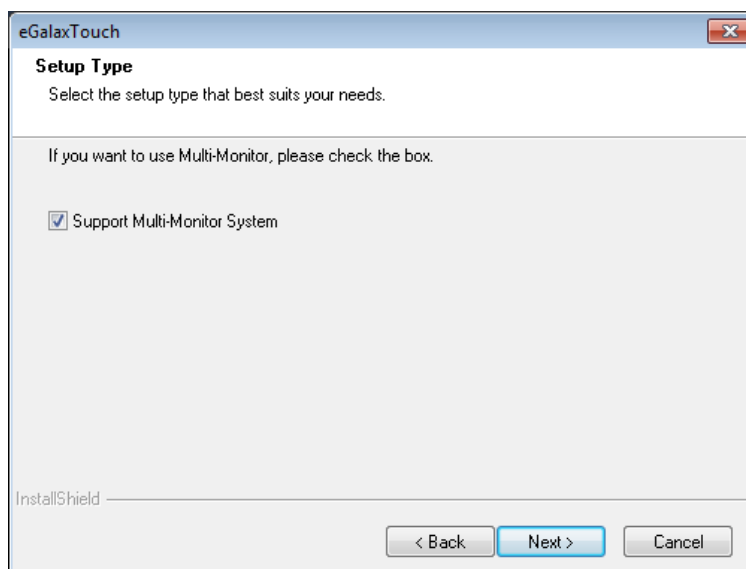 eGalaxTouch
Setup Type
Select the setup type that best suits your needs.
If you want to use Multi-Monitor, please check the box.
Support Multi-Monitor System
InstallShield
< Back Next > Cancel